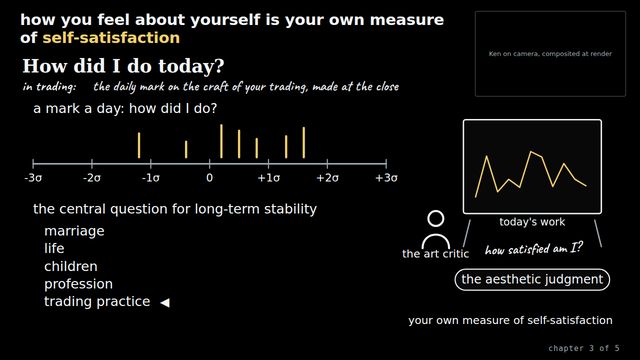 how you feel about yourself is your own measure
of self-satisfaction
Ken on camera, composited at render
How did I do today?
in trading: the daily mark on the craft of your trading, made at the close
a mark a day: how did I do?
-3σ -2σ -1σ 0 +1σ +2σ +3σ
the central question for long-term stability
marriage
life
children
profession
trading practice ◀
today's work
the art critic
how satisfied am I?
the aesthetic judgment
your own measure of self-satisfaction
chapter 3 of 5